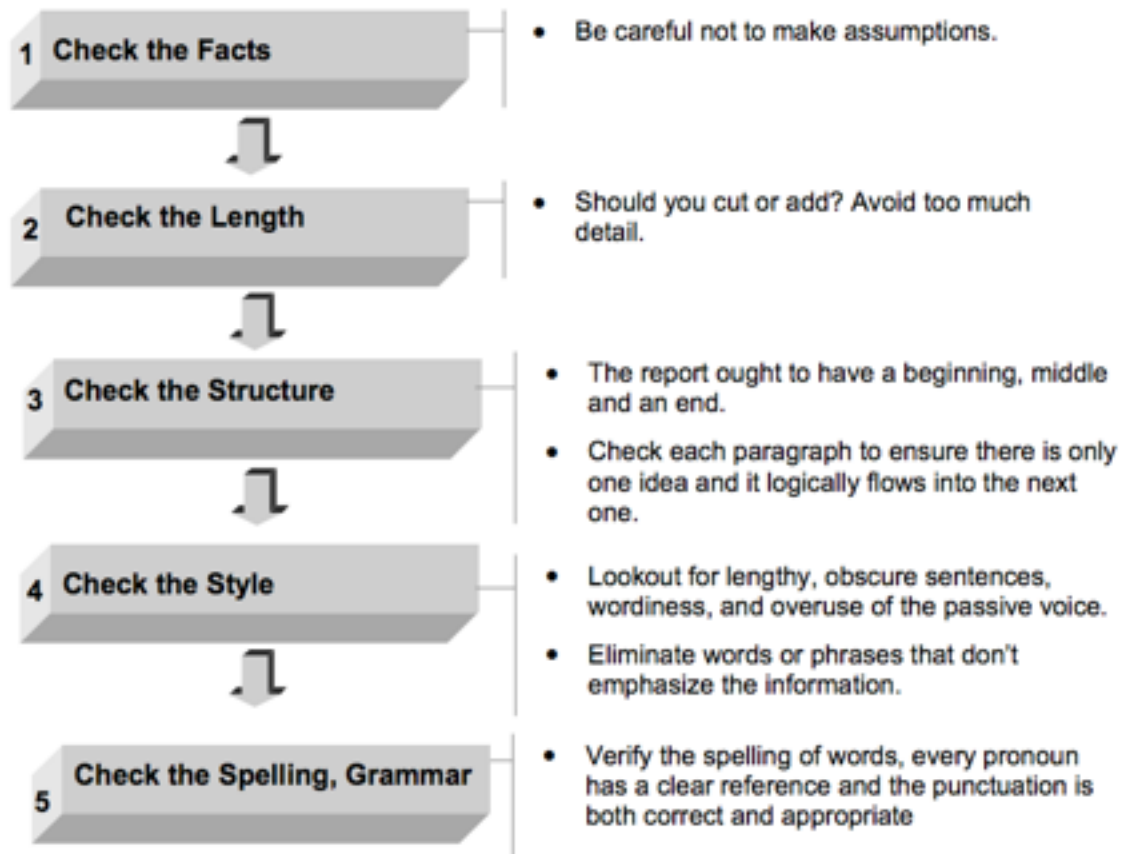 1 Check the Facts
• Be careful not to make assumptions.
2 Check the Length
• Should you cut or add? Avoid too much
detail.
3 Check the Structure
• The report ought to have a beginning, middle
and an end.
• Check each paragraph to ensure there is only
one idea and it logically flows into the next
one.
4 Check the Style
• Lookout for lengthy, obscure sentences,
wordiness, and overuse of the passive voice.
• Eliminate words or phrases that don't
emphasize the information.
5 Check the Spelling, Grammar
• Verify the spelling of words, every pronoun
has a clear reference and the punctuation is
both correct and appropriate